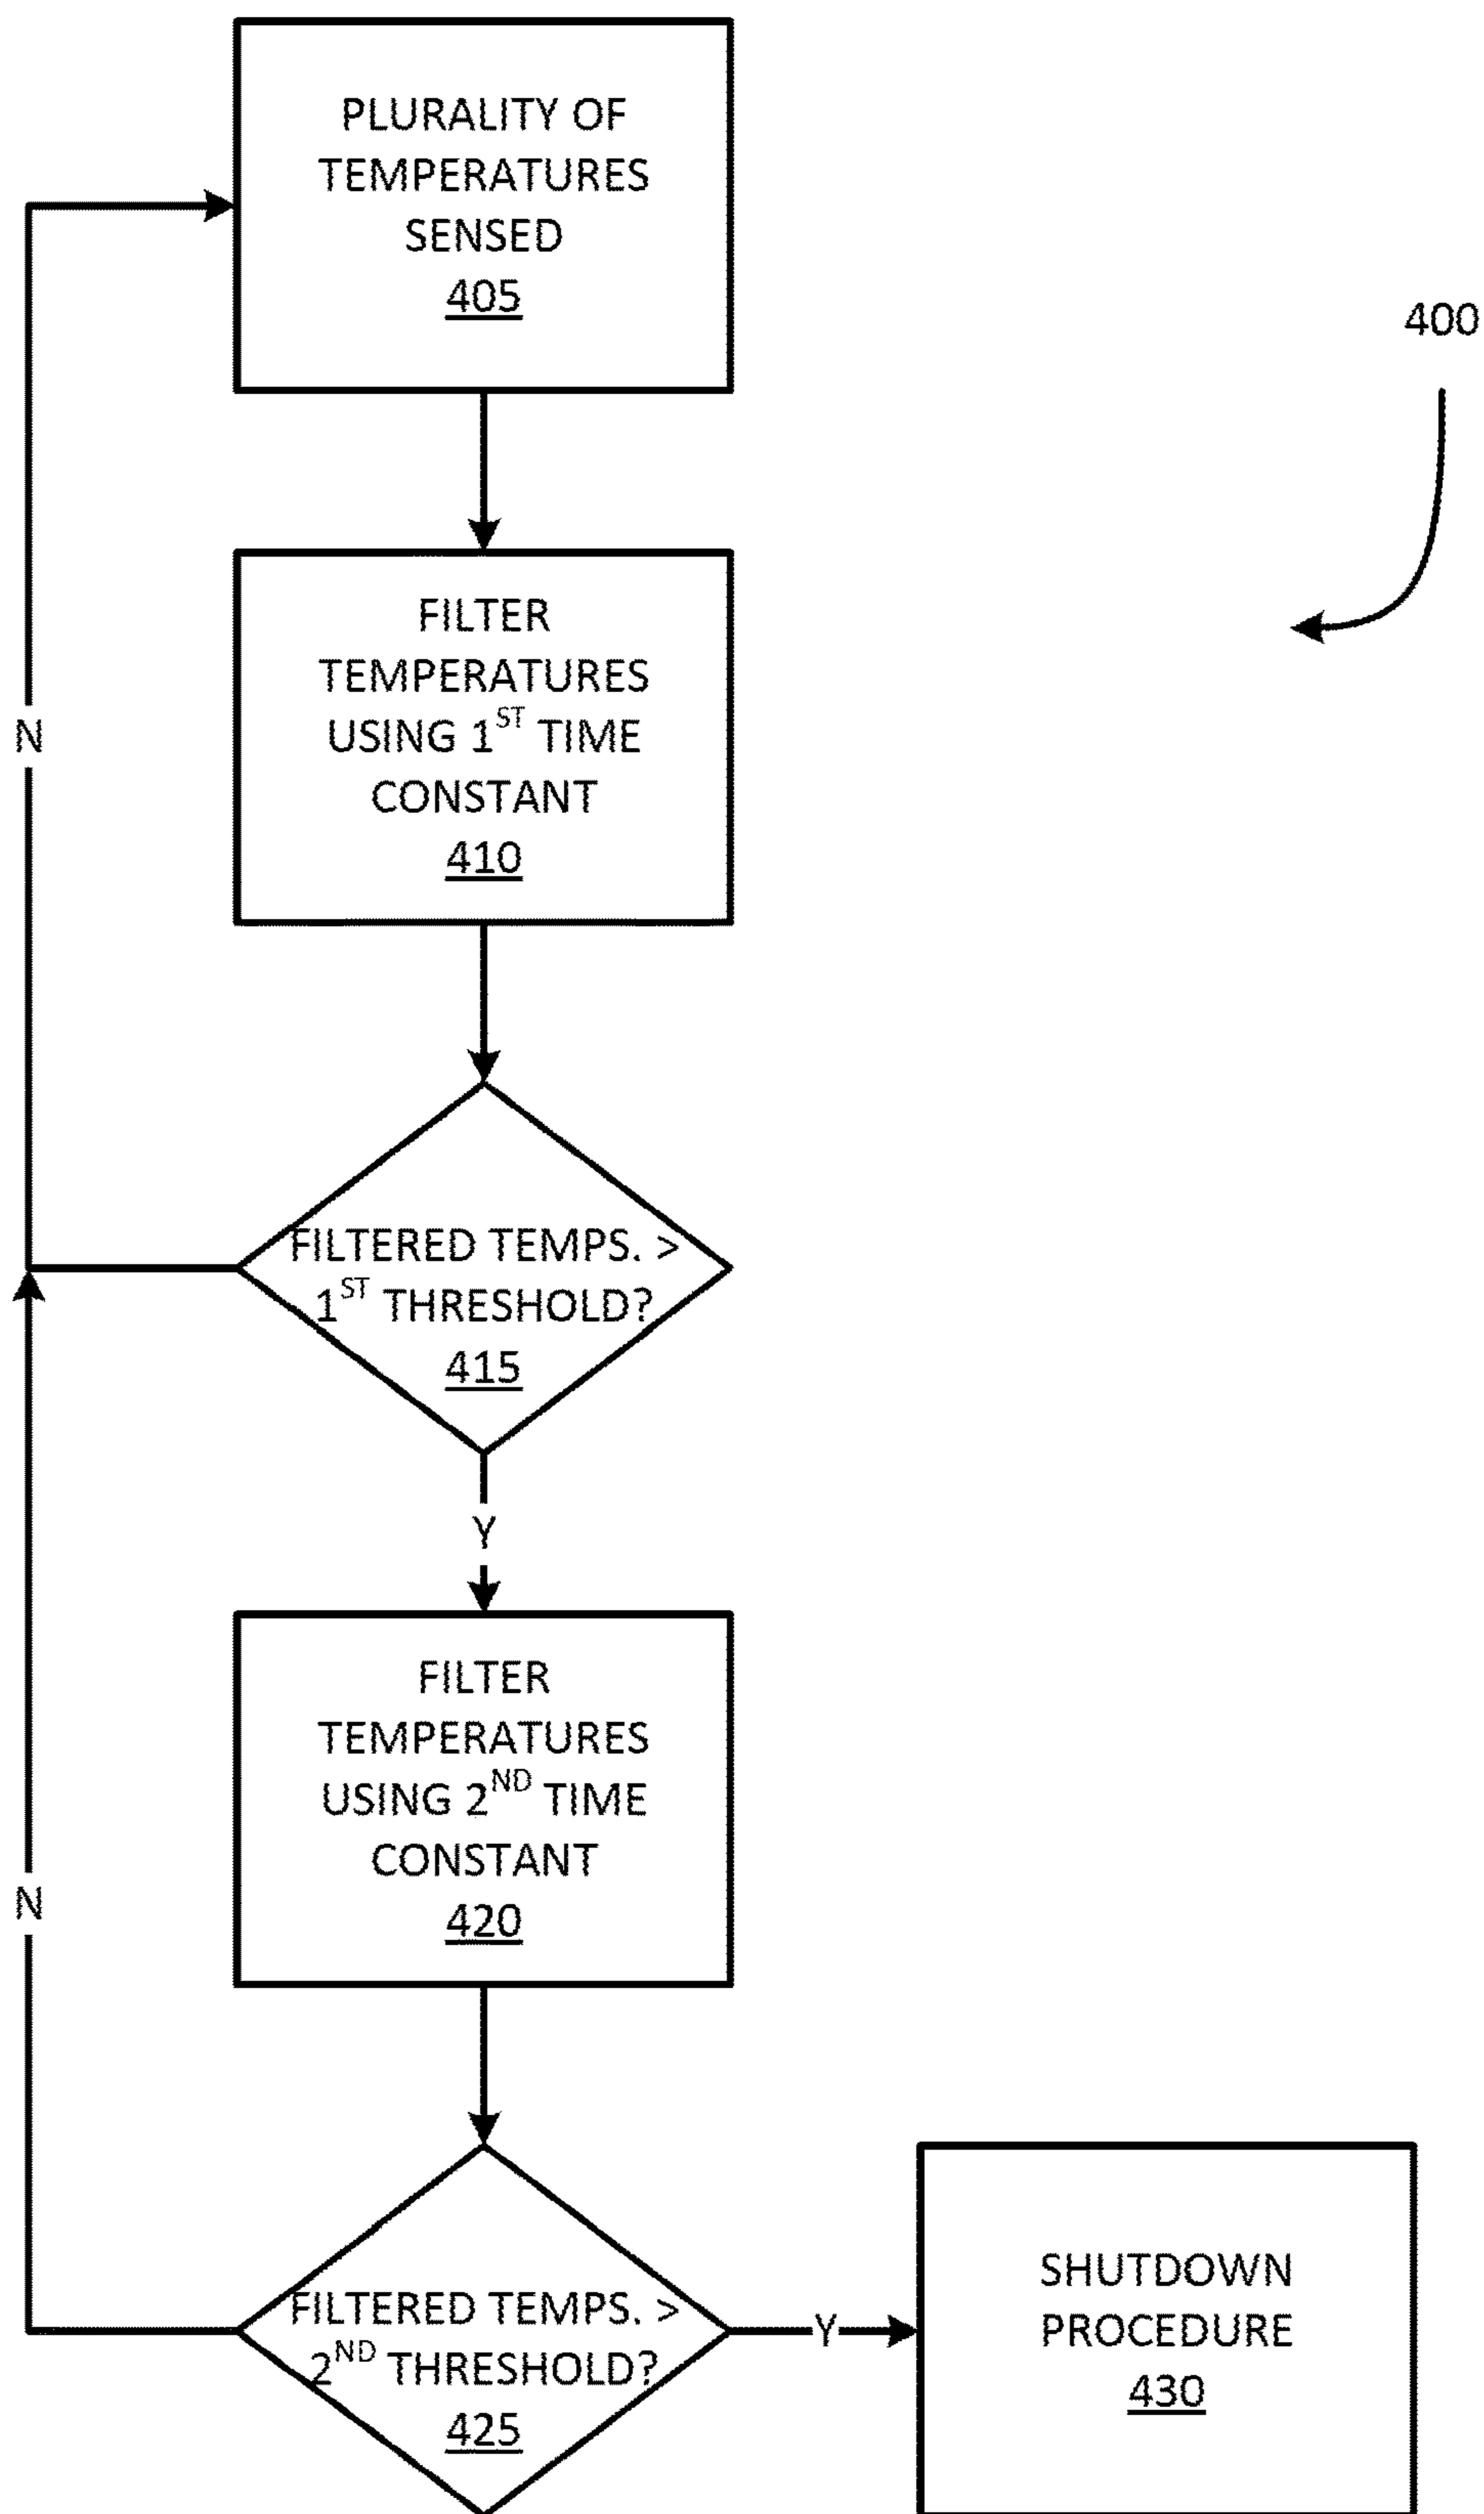 PLURALITY OF
TEMPERATURES
SENSED
405
400
FILTER
TEMPERATURES
USING 1ST TIME
CONSTANT
410
N
FILTERED TEMPS. >
1ST THRESHOLD?
415
Y
FILTER
TEMPERATURES
USING 2ND TIME
CONSTANT
420
N
FILTERED TEMPS. >
2ND THRESHOLD?
425
Y
SHUTDOWN
PROCEDURE
430